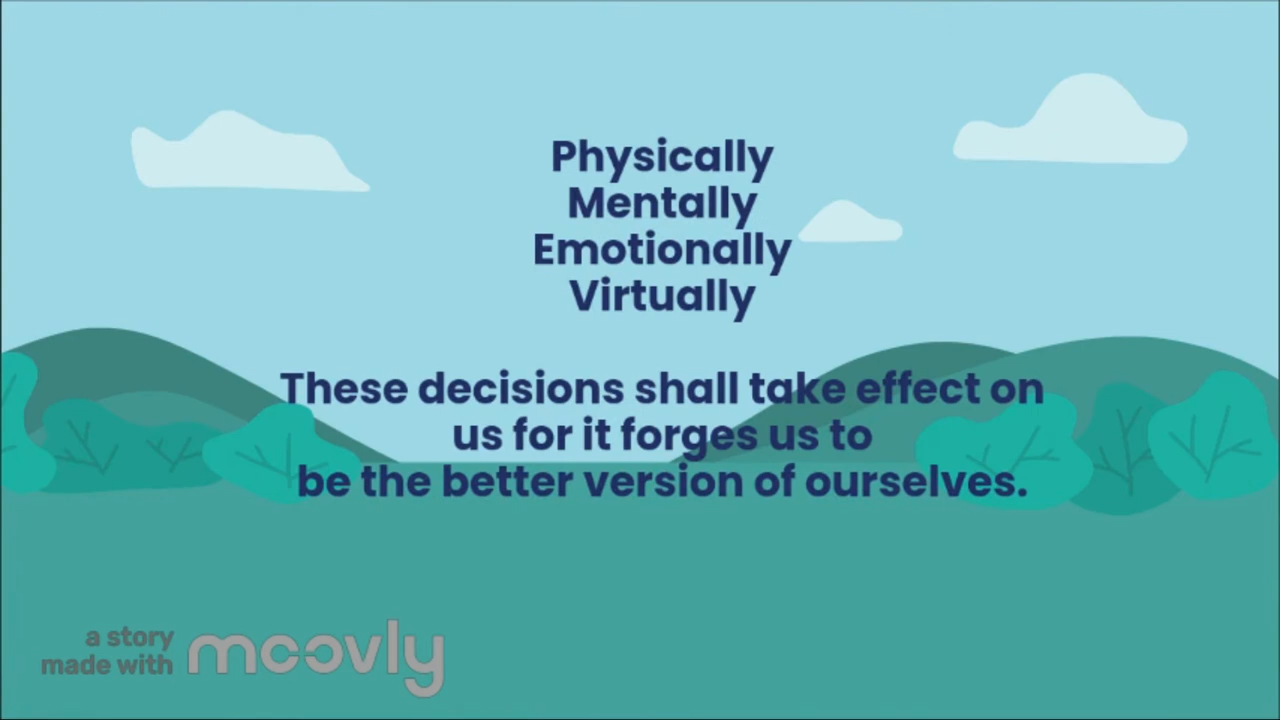 Physically
Mentally
Emotionally
Virtually
These decisions shall take effect on
us for it forges us to
be the better version of ourselves.
a story
made with
moovly